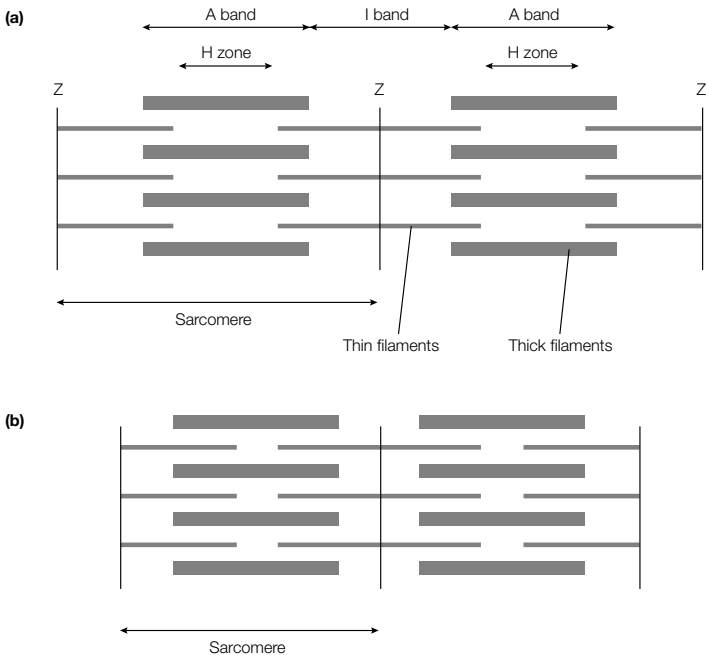 (a)
A band I band A band
H zone H zone
Z Z Z
Sarcomere
Thin filaments Thick filaments
(b)
Sarcomere